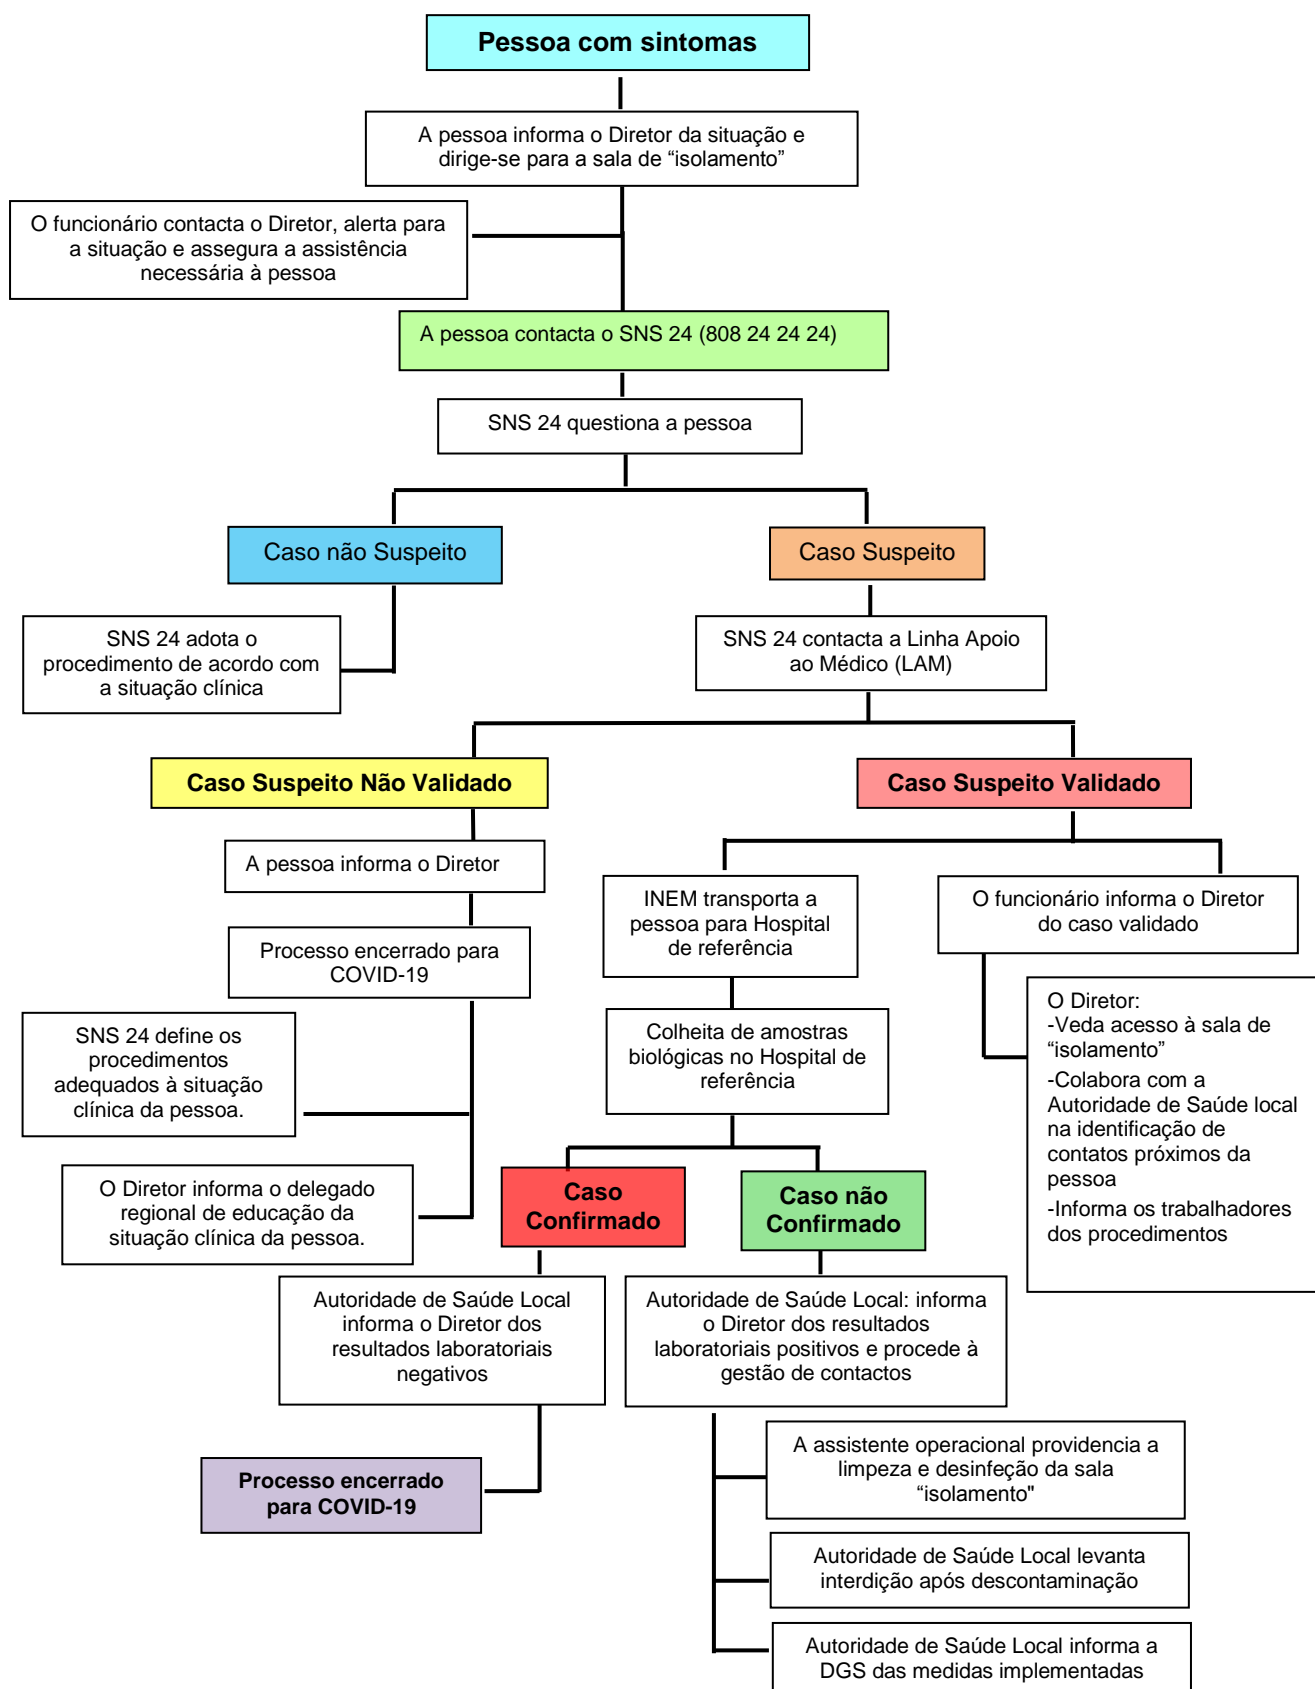 Pessoa com sintomas
A pessoa informa o Diretor da situação e
dirige-se para a sala de “isolamento”
O funcionário contacta o Diretor, alerta para
a situação e assegura a assistência
necessária à pessoa
A pessoa contacta o SNS 24 (808 24 24 24)
SNS 24 questiona a pessoa
Caso não Suspeito
Caso Suspeito
SNS 24 adota o
procedimento de acordo com
a situação clínica
SNS 24 contacta a Linha Apoio
ao Médico (LAM)
Caso Suspeito Não Validado
Caso Suspeito Validado
A pessoa informa o Diretor
Processo encerrado para
COVID-19
SNS 24 define os
procedimentos
adequados à situação
clínica da pessoa.
O Diretor informa o delegado
regional de educação da
situação clínica da pessoa.
INEM transporta a
pessoa para Hospital
de referência
O funcionário informa o Diretor
do caso validado
Colheita de amostras
biológicas no Hospital de
referência
O Diretor:
-Veda acesso à sala de
“isolamento”
-Colabora com a
Autoridade de Saúde local
na identificação de
contatos próximos da
pessoa
-Informa os trabalhadores
dos procedimentos
Caso
Confirmado
Caso não
Confirmado
Autoridade de Saúde Local
informa o Diretor dos
resultados laboratoriais
negativos
Autoridade de Saúde Local: informa
o Diretor dos resultados
laboratoriais positivos e procede à
gestão de contactos
Processo encerrado
para COVID-19
A assistente operacional providencia a
limpeza e desinfeção da sala
“isolamento"
Autoridade de Saúde Local levanta
interdição após descontaminação
Autoridade de Saúde Local informa a
DGS das medidas implementadas